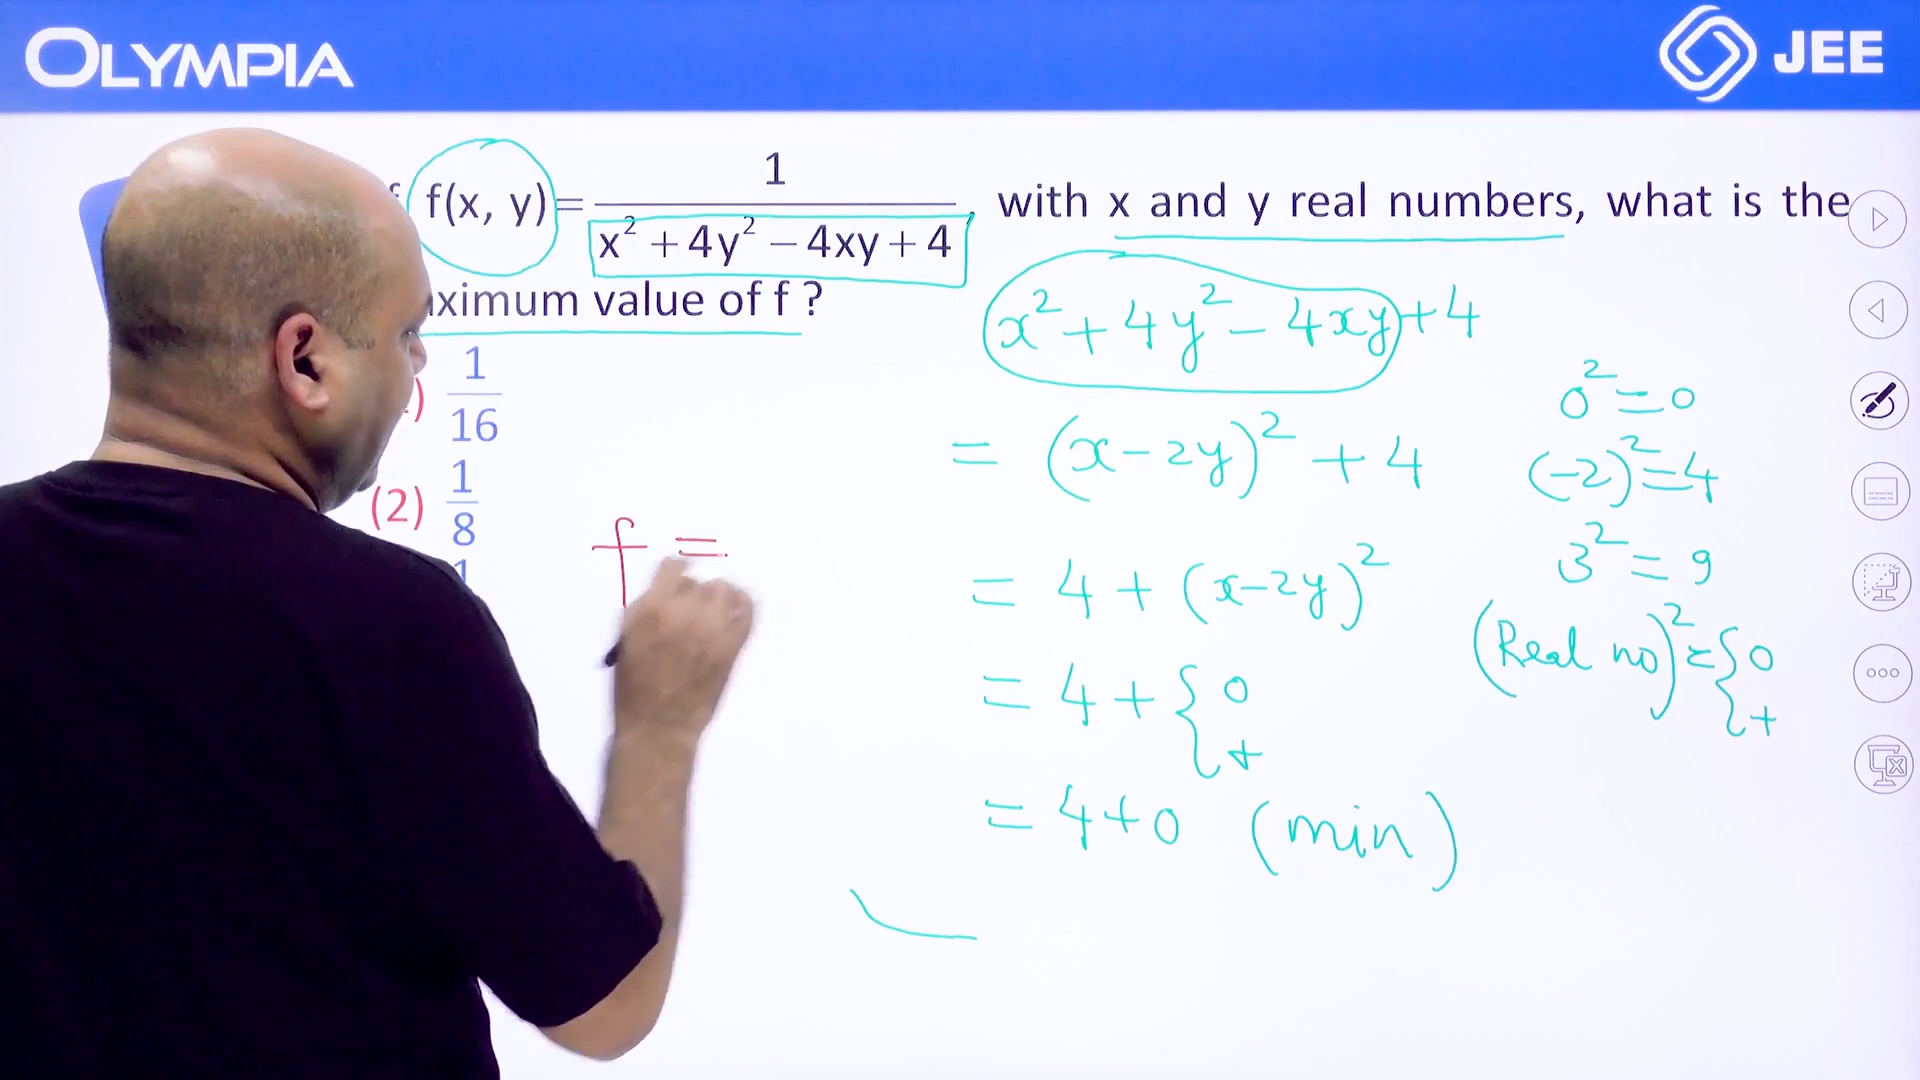 OLYMPIA
JEE
f(x, y) = 1 / (x² + 4y² − 4xy + 4), with x and y real numbers, what is the
ximum value of f ?
1/16
(2) 1/8
1
f =
x² + 4y² − 4xy + 4
= (x − 2y)² + 4
= 4 + (x − 2y)²
= 4 + { 0
+
= 4 + 0 (min)
0² = 0
(−2)² = 4
3² = 9
(Real no)² = { 0
+